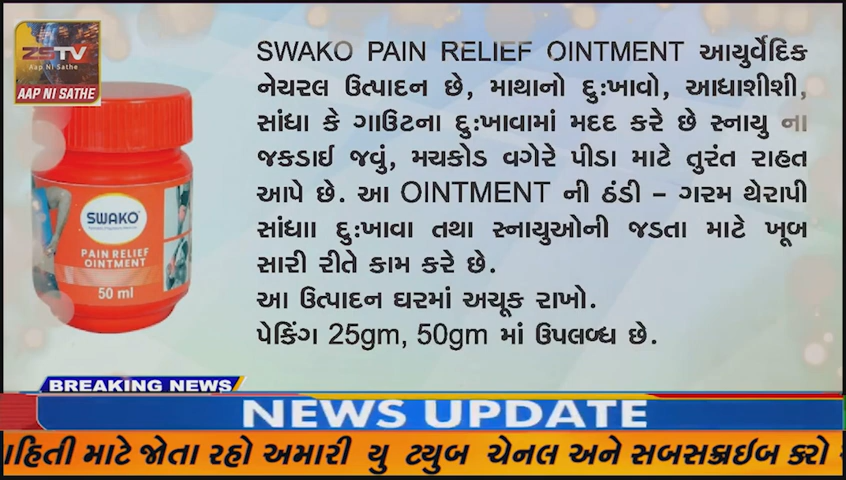 ZSTV
Aap Ni Sathe
AAP NI SATHE
SWAKO PAIN RELIEF OINTMENT આયુર્વેદિક
નેચરલ ઉત્પાદન છે, માથાનો દુઃખાવો, આધાશીશી,
સાંધા કે ગાઉટના દુઃખાવામાં મદદ કરે છે સ્નાયુ ના
જકડાઈ જવું, મચકોડ વગેરે પીડા માટે તુરંત રાહત
આપે છે. આ OINTMENT ની ઠંડી – ગરમ થેરાપી
સાંધાા દુઃખાવા તથા સ્નાયુઓની જડતા માટે ખૂબ
સારી રીતે કામ કરે છે.
આ ઉત્પાદન ઘરમાં અચૂક રાખો.
પેકિંગ 25gm, 50gm માં ઉપલબ્ધ છે.
SWAKO
PAIN RELIEF
OINTMENT
50 ml
BREAKING NEWS
NEWS UPDATE
માટે જોતા રહો અમારી યુ ટ્યુબ ચેનલ અને સબસક્રાઇબ કરો